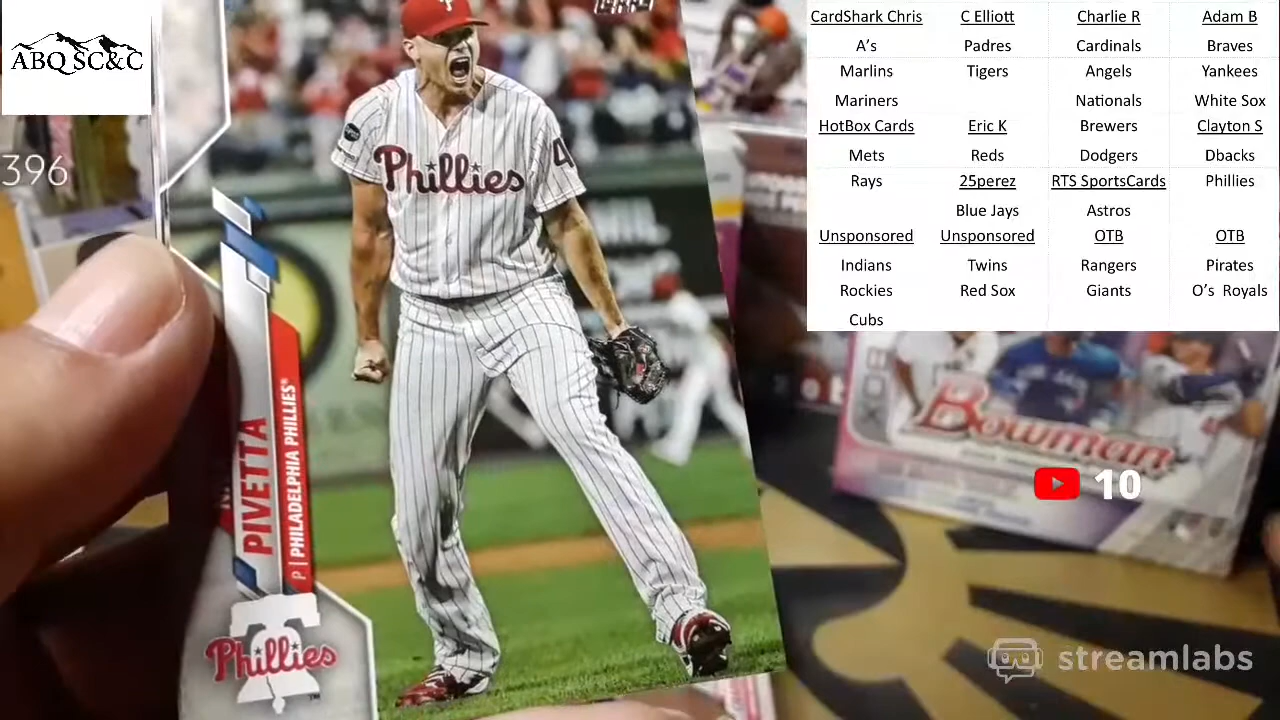 ABQ SC&C
396
Phillies
4
PIVETTA
P | PHILADELPHIA PHILLIES®
Phillies
TM
CardShark Chris C Elliott Charlie R Adam B
A's Padres Cardinals Braves
Marlins Tigers Angels Yankees
Mariners Nationals White Sox
HotBox Cards Eric K Brewers Clayton S
Mets Reds Dodgers Dbacks
Rays 25perez RTS SportsCards Phillies
Blue Jays Astros
Unsponsored Unsponsored OTB OTB
Indians Twins Rangers Pirates
Rockies Red Sox Giants O's Royals
Cubs
BOX
Bowman
10
streamlabs